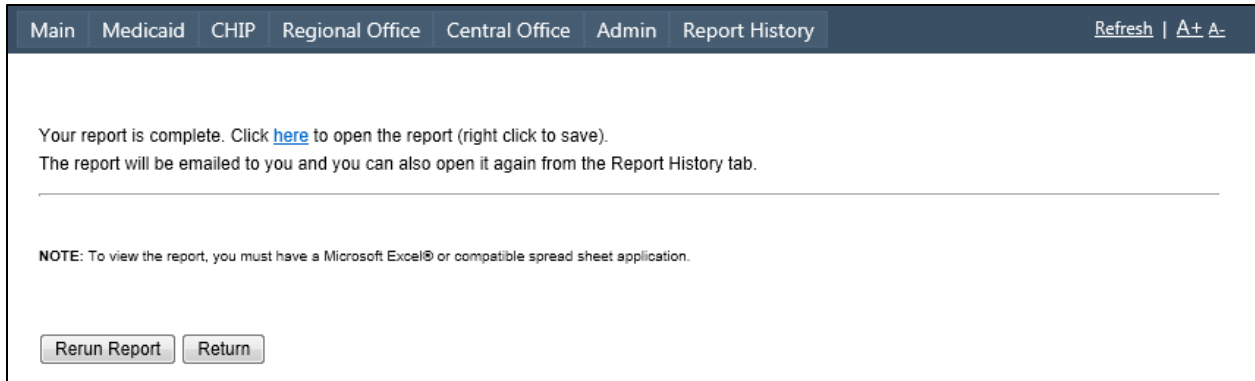 Main Medicaid CHIP Regional Office Central Office Admin Report History Refresh | A+ A-
Your report is complete. Click here to open the report (right click to save).
The report will be emailed to you and you can also open it again from the Report History tab.
NOTE: To view the report, you must have a Microsoft Excel® or compatible spread sheet application.
Rerun Report Return